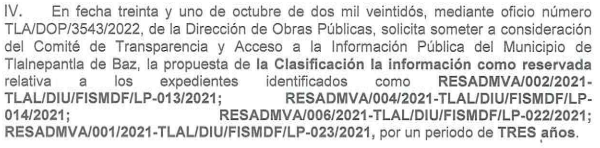 IV. En fecha treinta y uno de octubre de dos mil veintidós, mediante oficio número
TLA/DOP/3543/2022, de la Dirección de Obras Públicas, solicita someter a consideración
del Comité de Transparencia y Acceso a la Información Pública del Municipio de
Tlalnepantla de Baz, la propuesta de la Clasificación la información como reservada
relativa a los expedientes identificados como RESADMVA/002/2021-
TLAL/DIU/FISMDF/LP-013/2021; RESADMVA/004/2021-TLAL/DIU/FISMDF/LP-
014/2021; RESADMVA/006/2021-TLAL/DIU/FISMDF/LP-022/2021;
RESADMVA/001/2021-TLAL/DIU/FISMDF/LP-023/2021, por un periodo de TRES años.